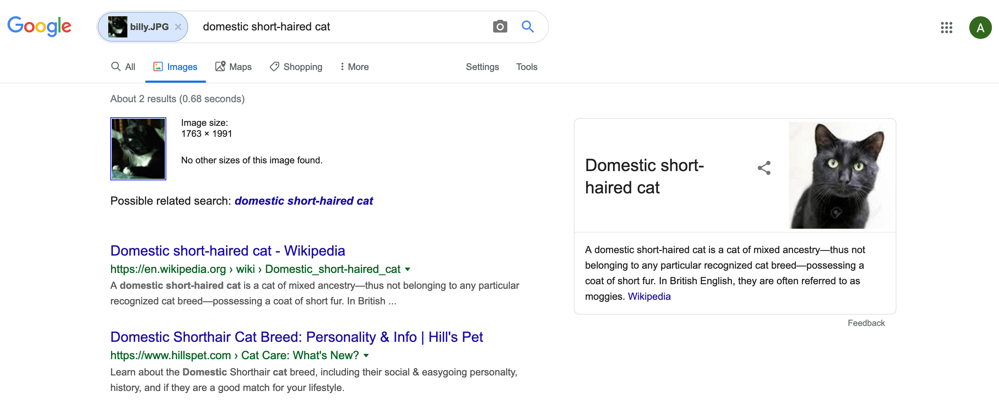 Google
billy.JPG × domestic short-haired cat
A
All Images Maps Shopping More Settings Tools
About 2 results (0.68 seconds)
Image size:
1763 × 1991
No other sizes of this image found.
Possible related search: domestic short-haired cat
Domestic short-haired cat - Wikipedia
https://en.wikipedia.org › wiki › Domestic_short-haired_cat
A domestic short-haired cat is a cat of mixed ancestry—thus not belonging to any particular
recognized cat breed—possessing a coat of short fur. In British ...
Domestic Shorthair Cat Breed: Personality & Info | Hill's Pet
https://www.hillspet.com › Cat Care: What's New?
Learn about the Domestic Shorthair cat breed, including their social & easygoing personalty,
history, and if they are a good match for your lifestyle.
Domestic short-
haired cat
A domestic short-haired cat is a cat of mixed ancestry—thus not
belonging to any particular recognized cat breed—possessing a
coat of short fur. In British English, they are often referred to as
moggies. Wikipedia
Feedback